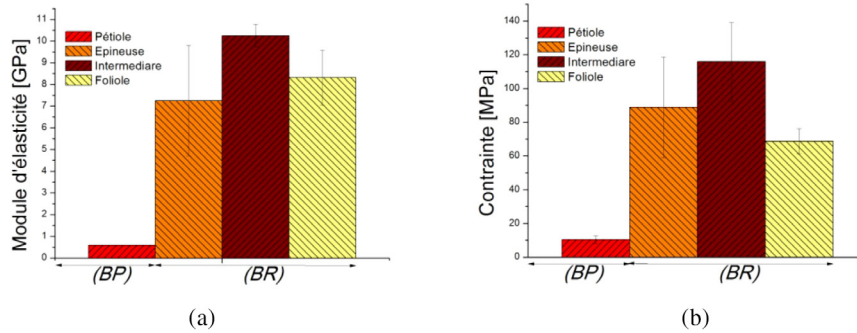 Module d'élasticité [GPa]
11
10
9
8
7
6
5
4
3
2
1
0
Pétiole
Epineuse
Intermediare
Foliole
(BP)
(BR)
(a)
Contrainte [MPa]
140
120
100
80
60
40
20
0
Pétiole
Epineuse
Intermediare
Foliole
(BP)
(BR)
(b)